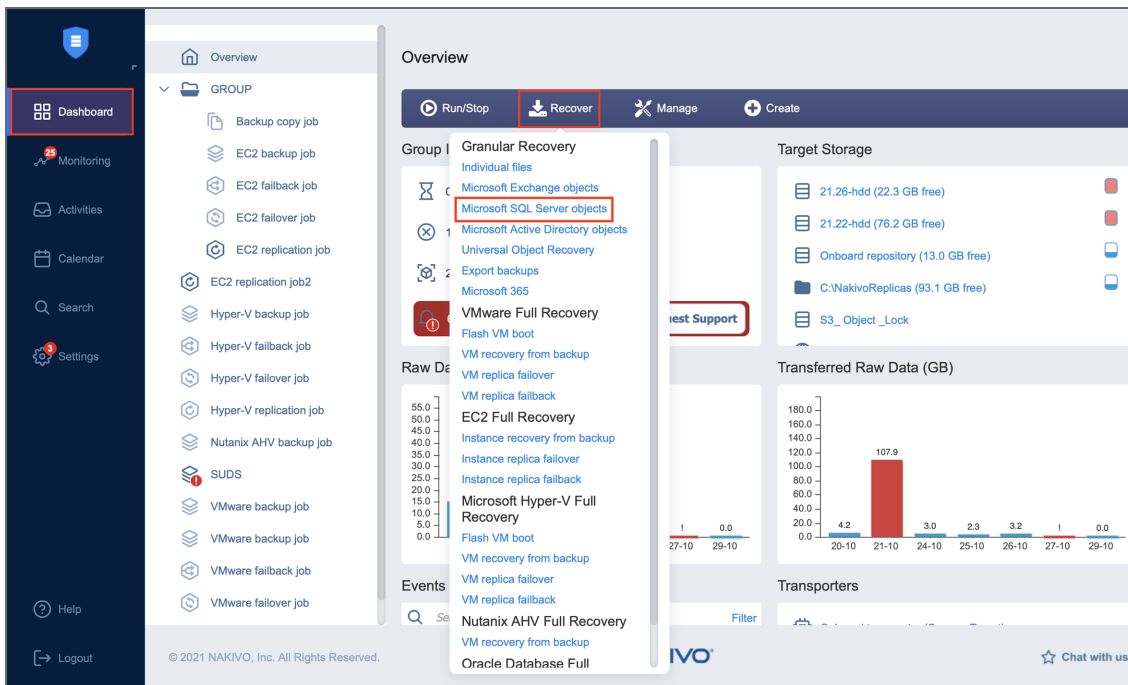 Dashboard
25
Monitoring
Activities
Calendar
Search
3
Settings
Help
Logout
Overview
GROUP
Backup copy job
EC2 backup job
EC2 failback job
EC2 failover job
EC2 replication job
EC2 replication job2
Hyper-V backup job
Hyper-V failback job
Hyper-V failover job
Hyper-V replication job
Nutanix AHV backup job
SUDS
VMware backup job
VMware backup job
VMware failback job
VMware failover job
Overview
Run/Stop
Recover
Manage
Create
Group
Granular Recovery
Individual files
Microsoft Exchange objects
Microsoft SQL Server objects
Microsoft Active Directory objects
Universal Object Recovery
Export backups
Microsoft 365
VMware Full Recovery
Flash VM boot
VM recovery from backup
VM replica failover
VM replica failback
EC2 Full Recovery
Instance recovery from backup
Instance replica failover
Instance replica failback
Microsoft Hyper-V Full
Recovery
Flash VM boot
VM recovery from backup
VM replica failover
VM replica failback
Nutanix AHV Full Recovery
VM recovery from backup
Oracle Database Full
Support
Raw
55.0
50.0
45.0
40.0
35.0
30.0
25.0
20.0
15.0
10.0
5.0
0.0
! 0.0
27-10 29-10
Events
Filter
Target Storage
21.26-hdd (22.3 GB free)
21.22-hdd (76.2 GB free)
Onboard repository (13.0 GB free)
C:\NakivoReplicas (93.1 GB free)
S3_ Object _Lock
Transferred Raw Data (GB)
180.0
160.0
140.0
120.0
100.0
80.0
60.0
40.0
20.0
0.0
4.2 107.9 3.0 2.3 3.2 ! 0.0
20-10 21-10 24-10 25-10 26-10 27-10 29-10
Transporters
© 2021 NAKIVO, Inc. All Rights Reserved.
Chat with us